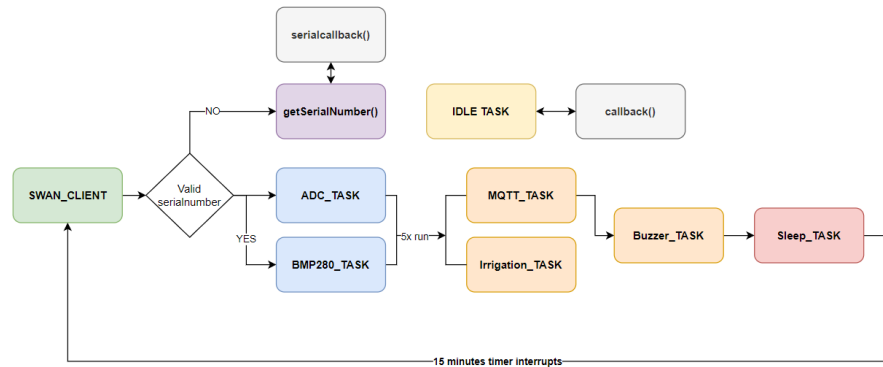 serialcallback()
NO
getSerialNumber()
IDLE TASK
callback()
SWAN_CLIENT
Valid
serialnumber
YES
ADC_TASK
BMP280_TASK
5x run
MQTT_TASK
Irrigation_TASK
Buzzer_TASK
Sleep_TASK
15 minutes timer interrupts